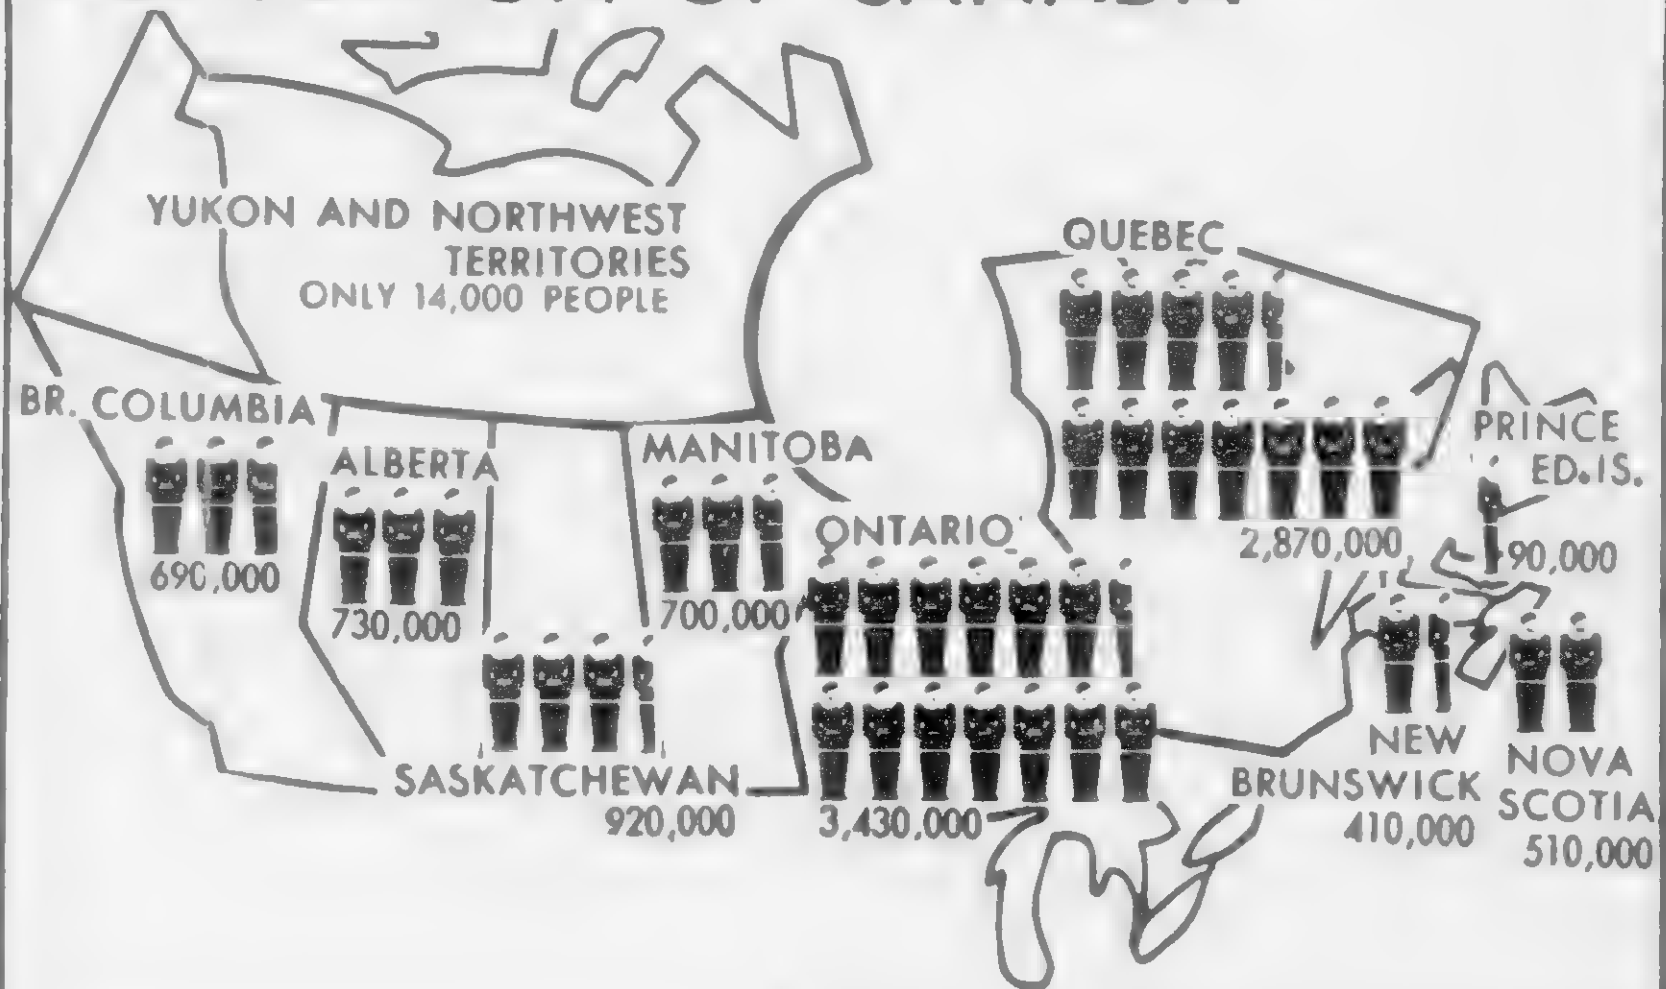 OF CANADA
YUKON AND NORTHWEST
TERRITORIES
ONLY 14,000 PEOPLE
BR. COLUMBIA
690,000
ALBERTA
730,000
SASKATCHEWAN
920,000
MANITOBA
700,000
ONTARIO
3,430,000
QUEBEC
2,870,000
PRINCE
ED. IS.
90,000
NEW
BRUNSWICK
410,000
NOVA
SCOTIA
510,000